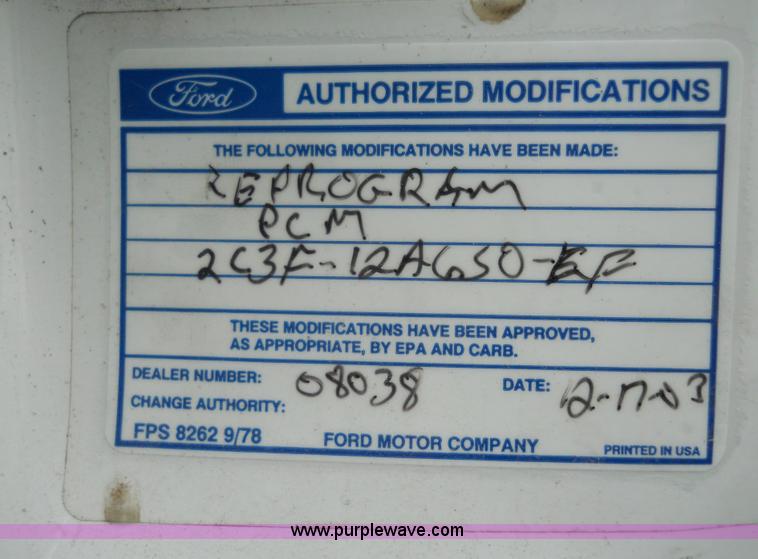 Ford
AUTHORIZED MODIFICATIONS
THE FOLLOWING MODIFICATIONS HAVE BEEN MADE:
REPROGRAM
PCM
2C3F-12A650-EF
THESE MODIFICATIONS HAVE BEEN APPROVED,
AS APPROPRIATE, BY EPA AND CARB.
DEALER NUMBER: 08038 DATE: 12-17-03
CHANGE AUTHORITY:
FPS 8262 9/78 FORD MOTOR COMPANY PRINTED IN USA
www.purplewave.com